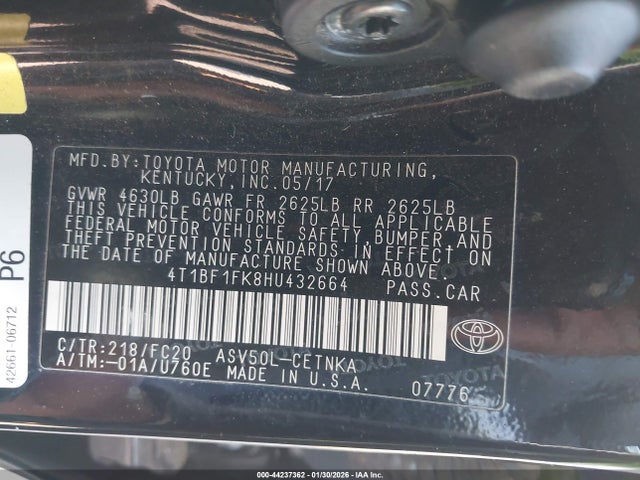 MFD.BY:TOYOTA MOTOR MANUFACTURING,
KENTUCKY, INC.05/17
GVWR 4630LB GAWR FR 2625LB RR 2625LB
THIS VEHICLE CONFORMS TO ALL APPLICABLE
FEDERAL MOTOR VEHICLE SAFETY, BUMPER, AND
THEFT PREVENTION STANDARDS IN EFFECT ON
THE DATE OF MANUFACTURE SHOWN ABOVE.
4T1BF1FK8HU432664 PASS.CAR
C/TR:218/FC20 ASV50L-CETNKA
A/TM:-01A/U760E MADE IN U.S.A.
07776
TOYOTA
P6
42661-06712
000-44237362 - 01/30/2026 - IAA Inc.